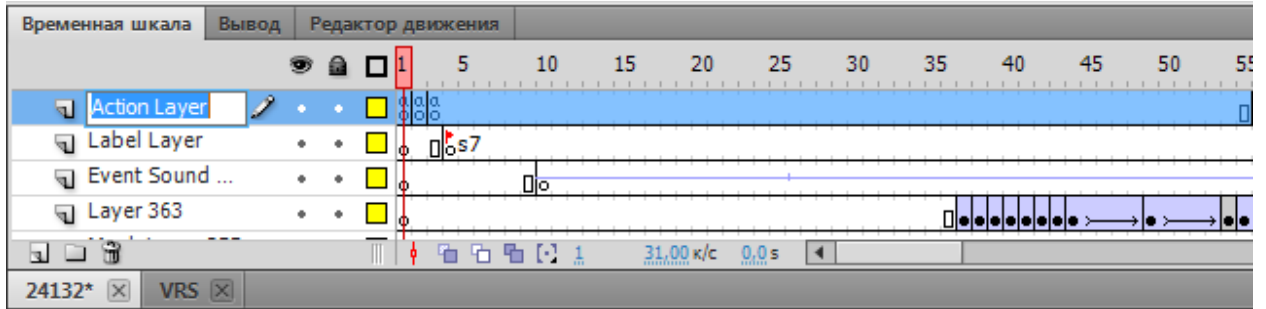 Временная шкала Вывод Редактор движения
1 5 10 15 20 25 30 35 40 45 50 55
Action Layer a a a
Label Layer s7
Event Sound ...
Layer 363
1 31,00 к/с 0,0 s
24132* VRS